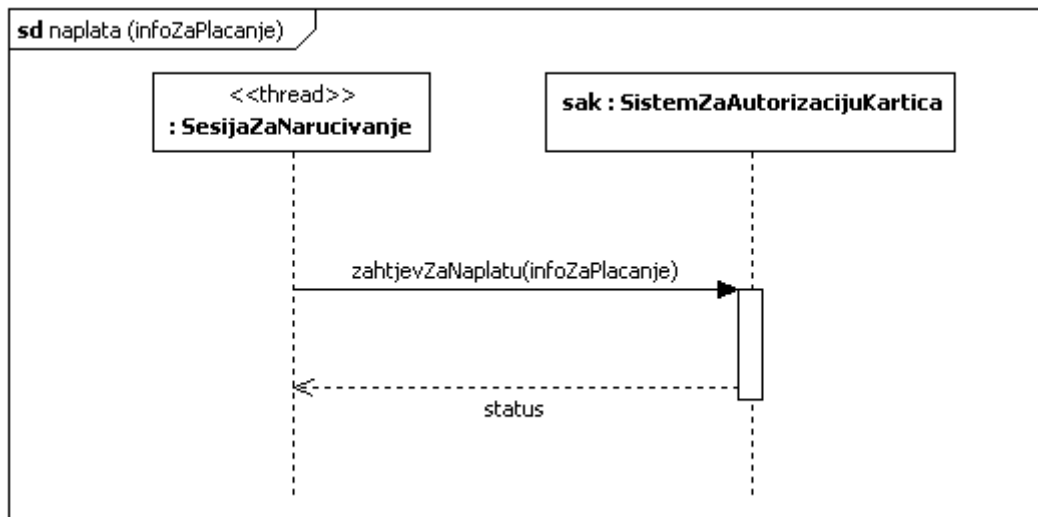 sd naplata (infoZaPlacanje)
<<thread>>
: SesijaZaNarucivanje
sak : SistemZaAutorizacijuKartica
zahtjevZaNaplatu(infoZaPlacanje)
status